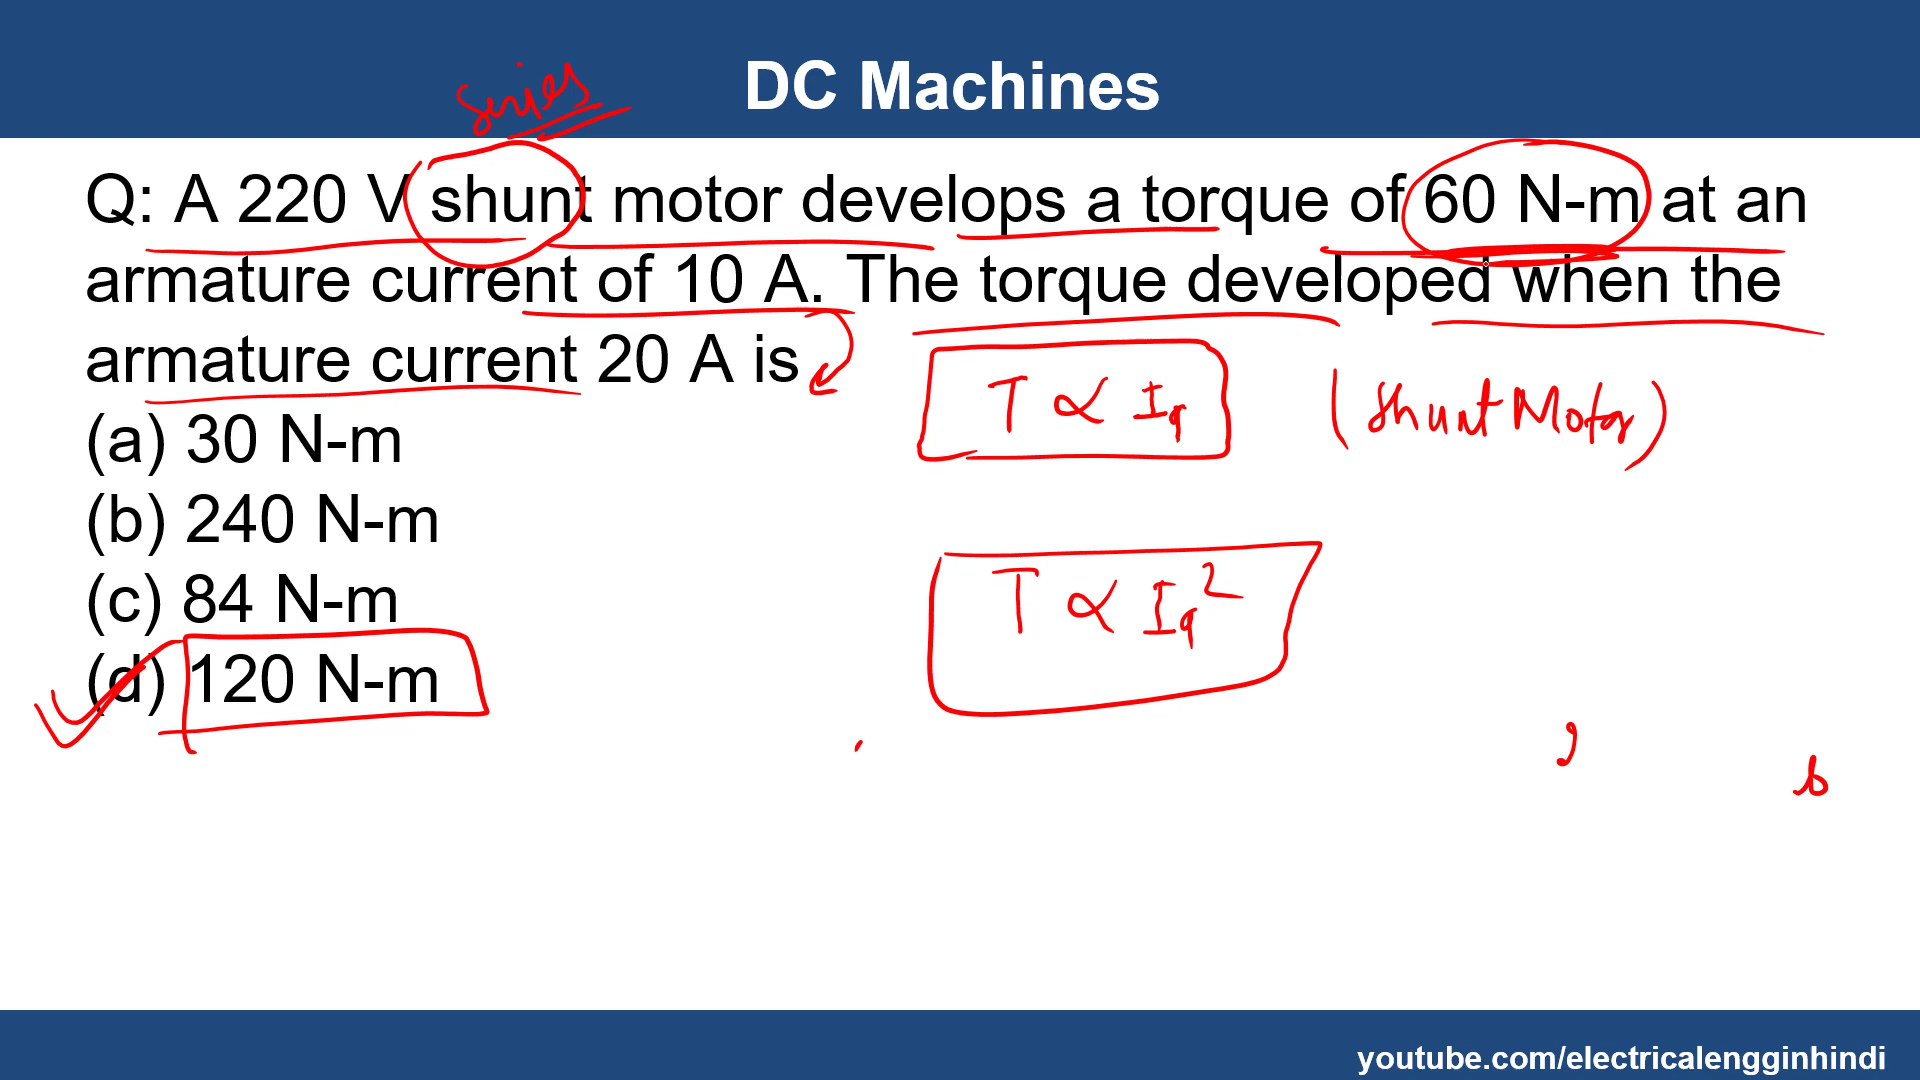 DC Machines
series
Q: A 220 V shunt motor develops a torque of 60 N-m at an
armature current of 10 A. The torque developed when the
armature current 20 A is
T ∝ Ia (Shunt Motor)
(a) 30 N-m
(b) 240 N-m
(c) 84 N-m
T ∝ Ia²
(d) 120 N-m
youtube.com/electricalengginhindi